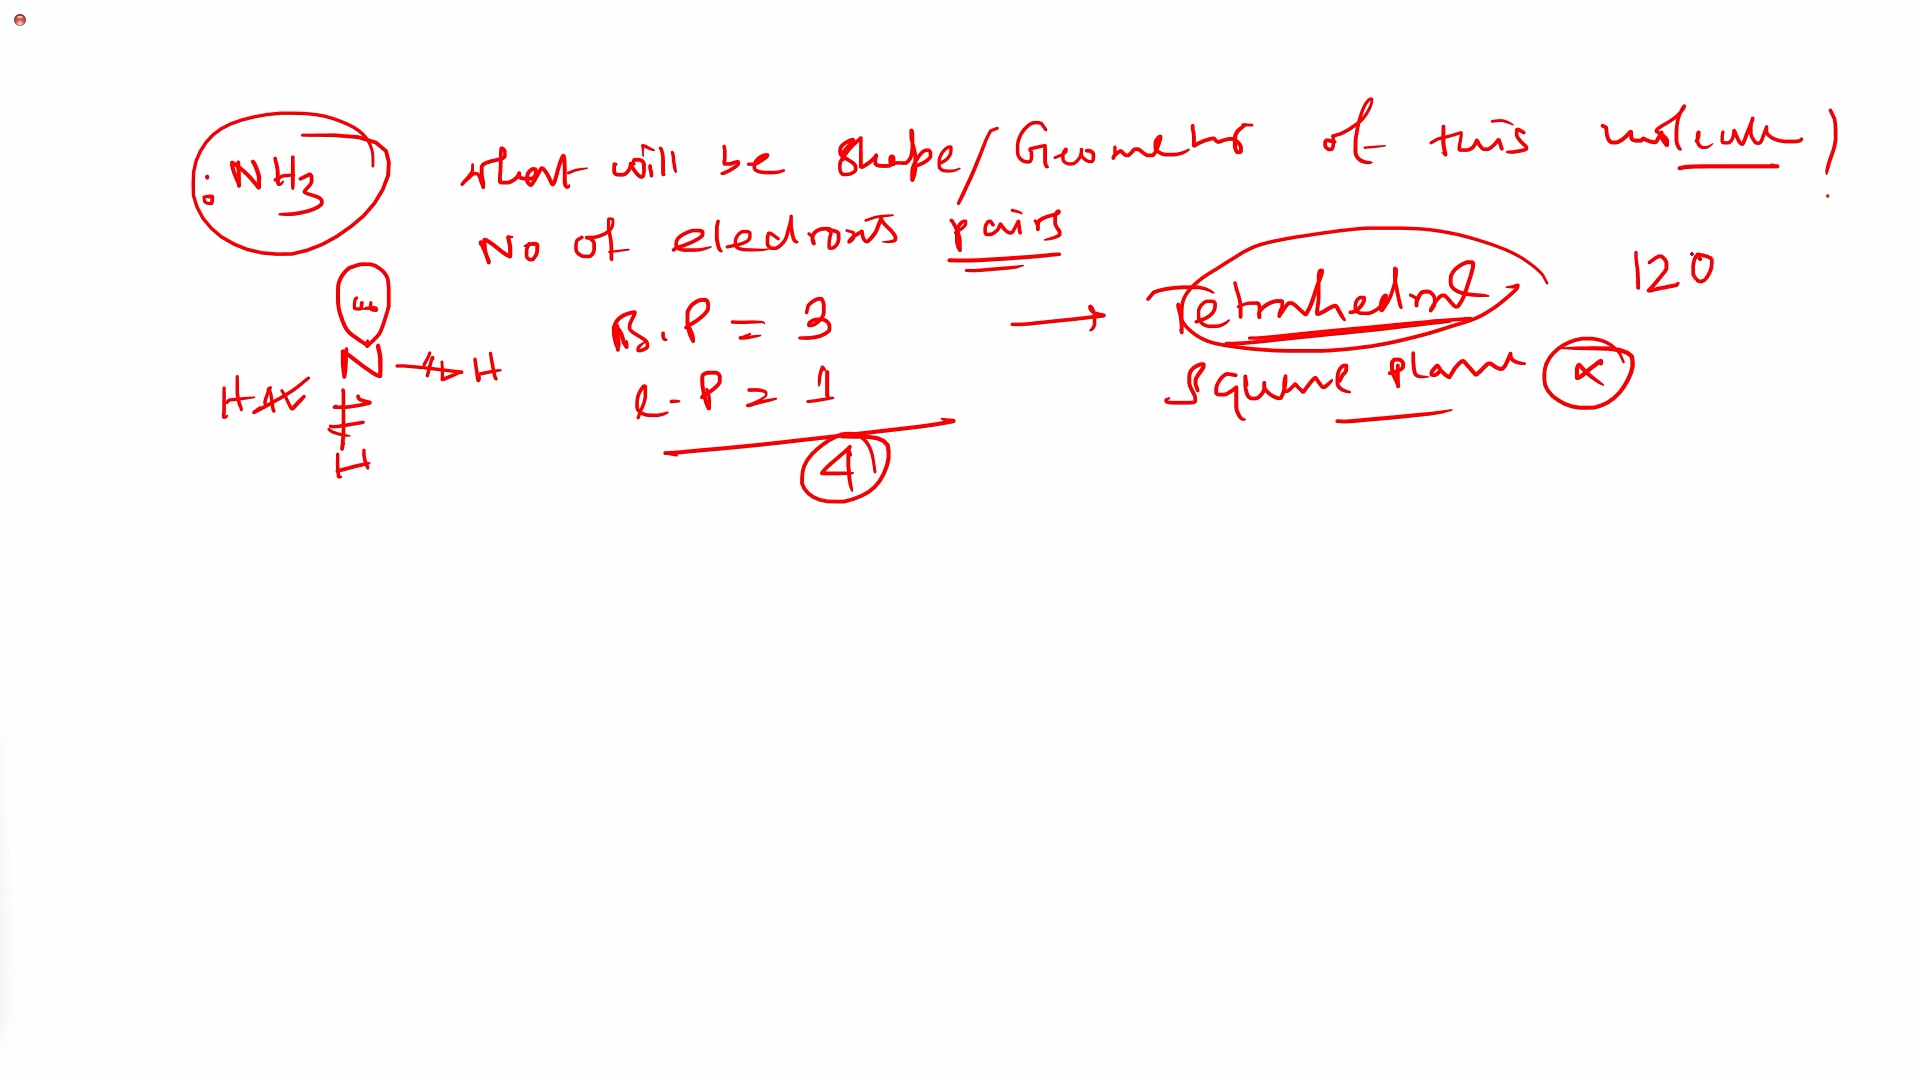 :NH3 what will be shape/Geometry of this molecule?
No of electrons pairs
B.P = 3 → Tetrahedral 120
l.P = 1 Square plane
4
E
N H
H
H